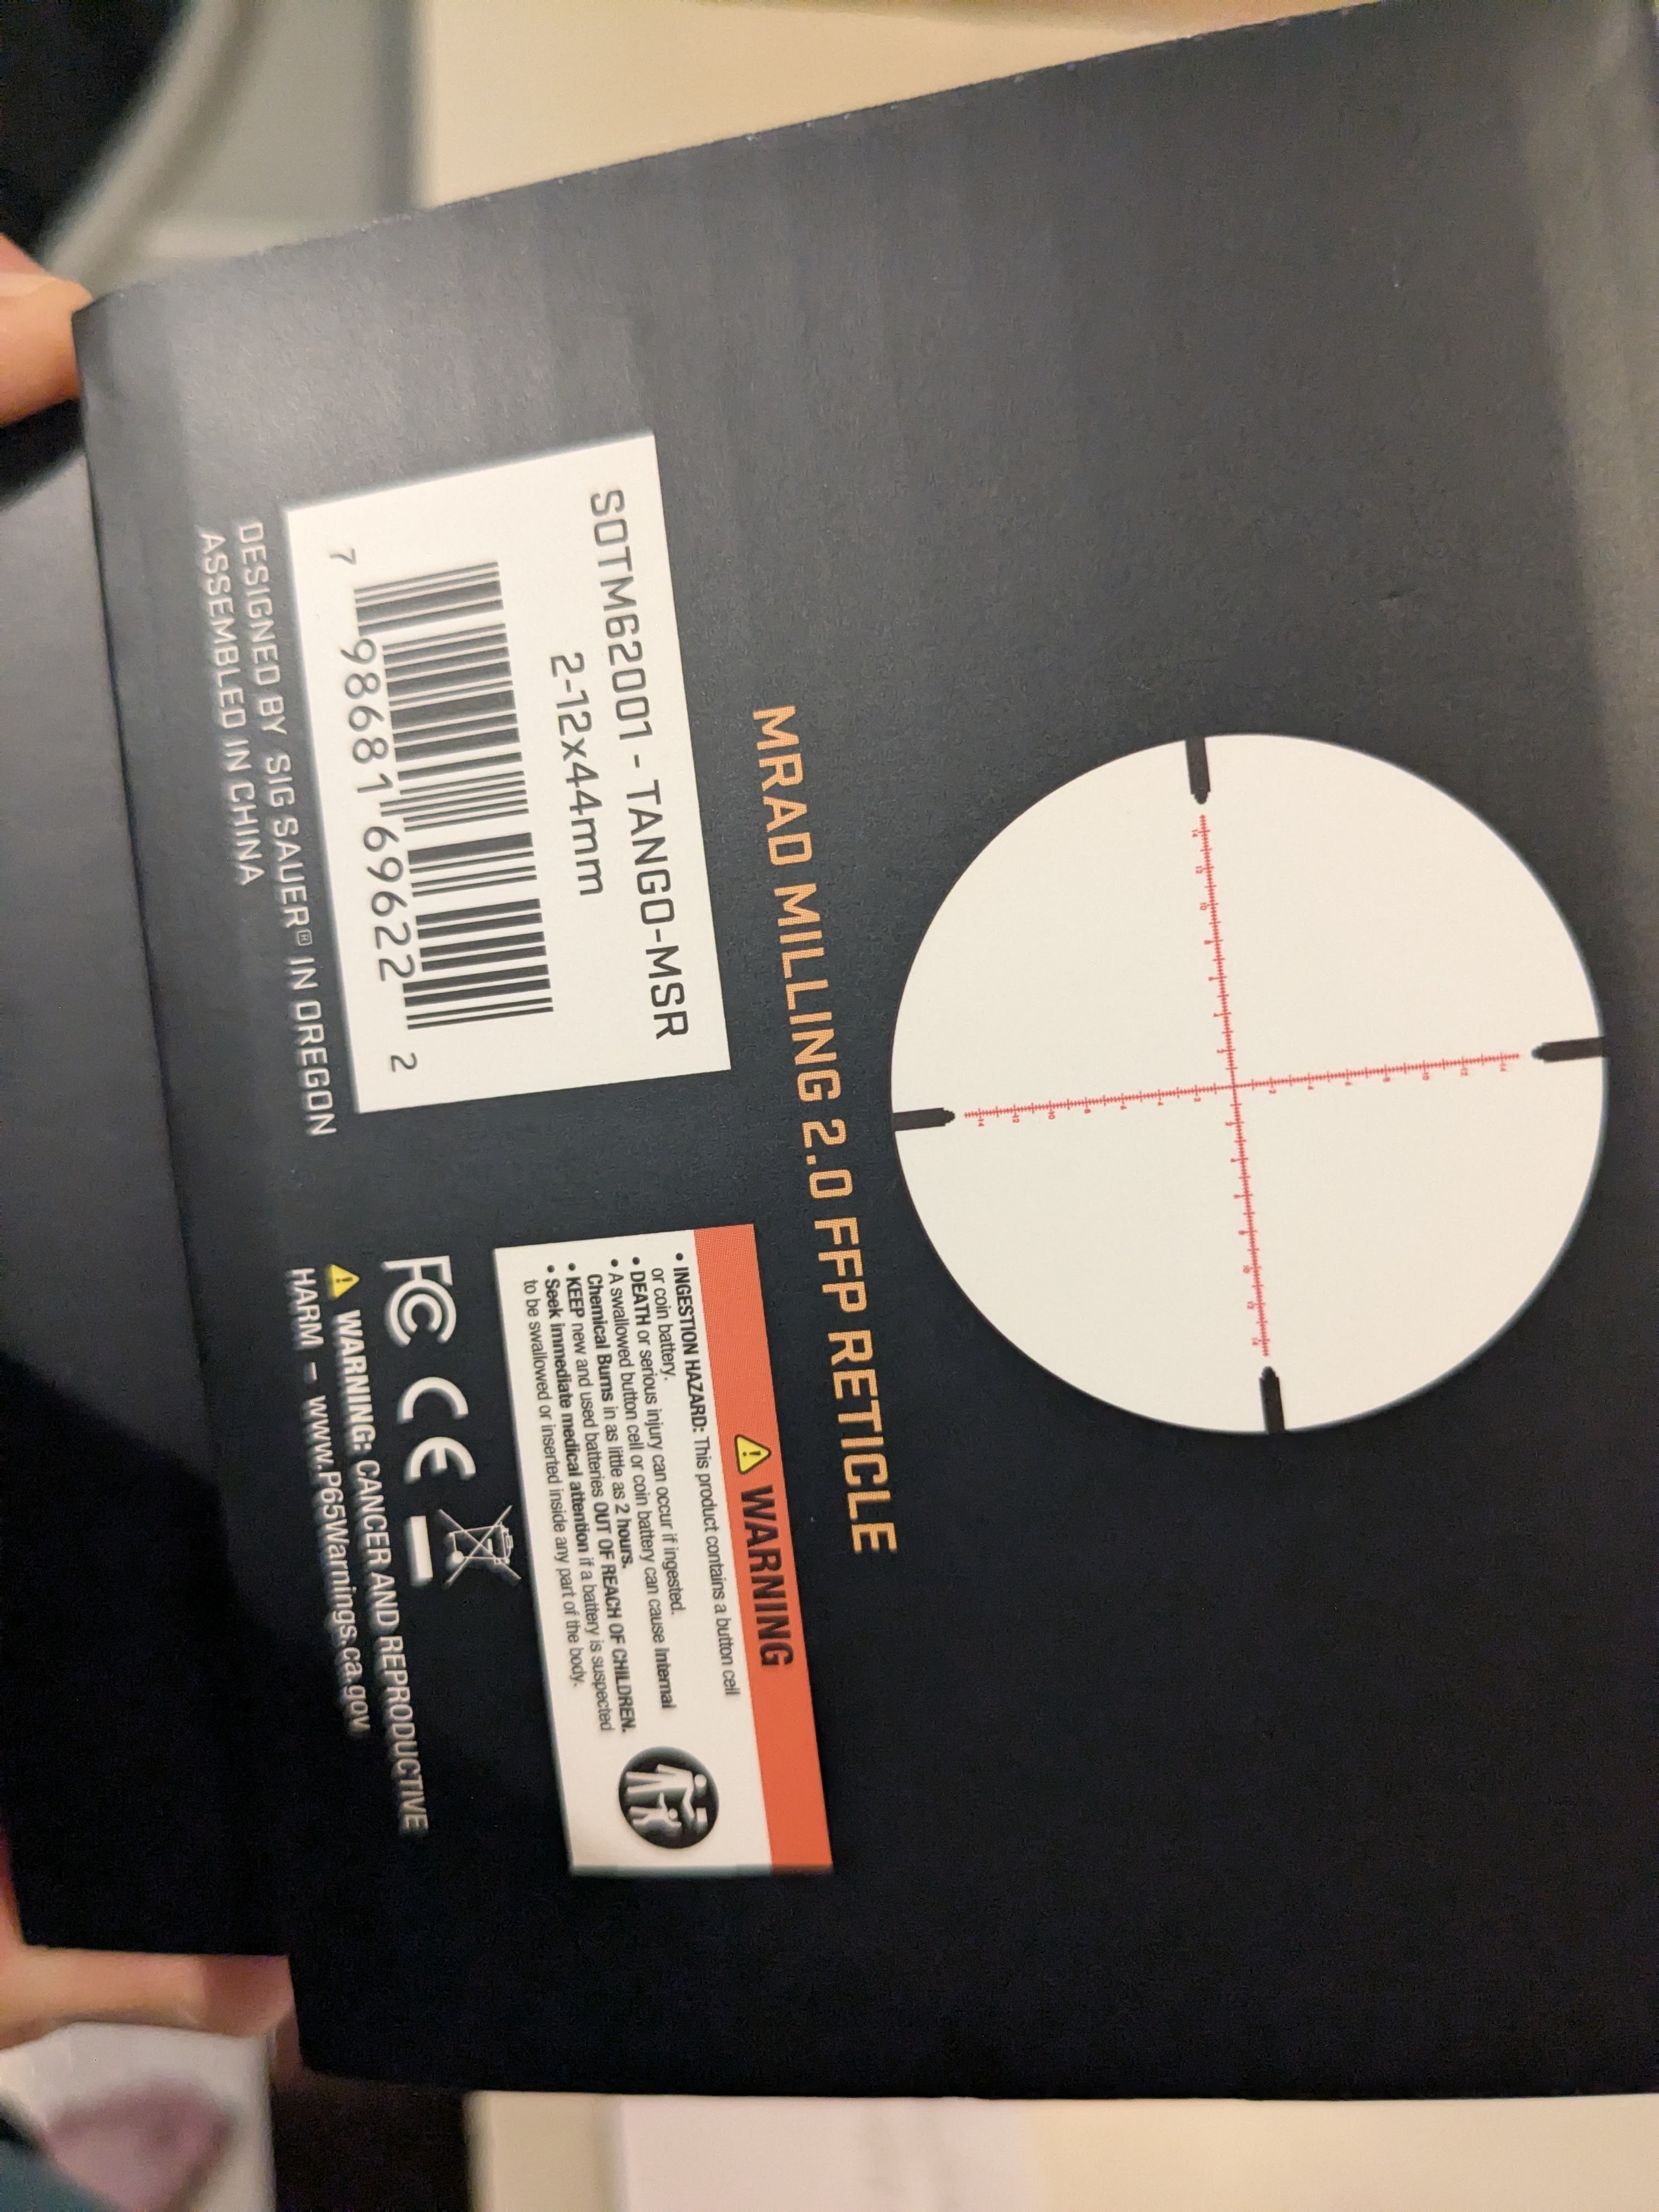 MRAD MILLING 2.0 FFP RETICLE
SOTM62001 - TANGO-MSR
2-12x44mm
7 98681 69622 2
DESIGNED BY SIG SAUER® IN OREGON
ASSEMBLED IN CHINA
WARNING
• INGESTION HAZARD: This product contains a button cell
or coin battery.
• DEATH or serious injury can occur if ingested.
• A swallowed button cell or coin battery can cause Internal
Chemical Burns in as little as 2 hours.
• KEEP new and used batteries OUT OF REACH OF CHILDREN.
• Seek immediate medical attention if a battery is suspected
to be swallowed or inserted inside any part of the body.
FC CE
WARNING: CANCER AND REPRODUCTIVE
HARM – www.P65Warnings.ca.gov